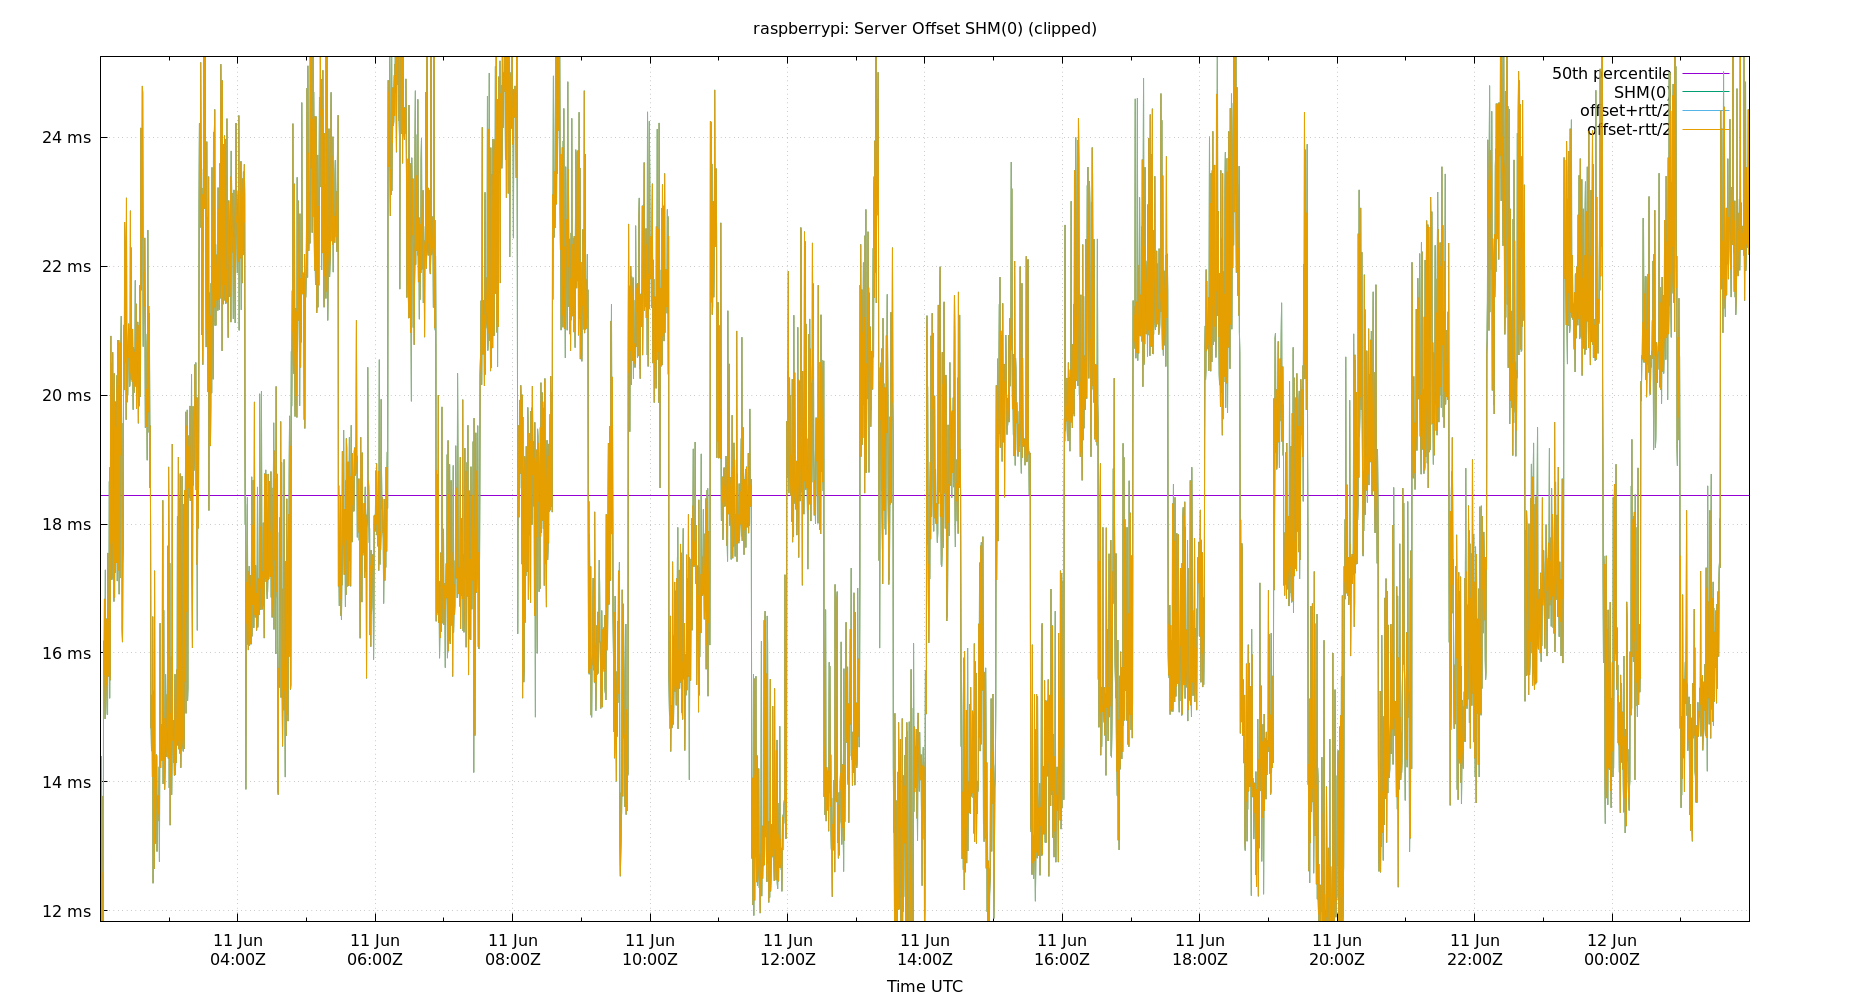 raspberrypi: Server Offset SHM(0) (clipped)
50th percentile
SHM(0)
offset+rtt/2
offset-rtt/2
24 ms
22 ms
20 ms
18 ms
16 ms
14 ms
12 ms
11 Jun 11 Jun 11 Jun 11 Jun 11 Jun 11 Jun 11 Jun 11 Jun 11 Jun 11 Jun 12 Jun
04:00Z 06:00Z 08:00Z 10:00Z 12:00Z 14:00Z 16:00Z 18:00Z 20:00Z 22:00Z 00:00Z
Time UTC